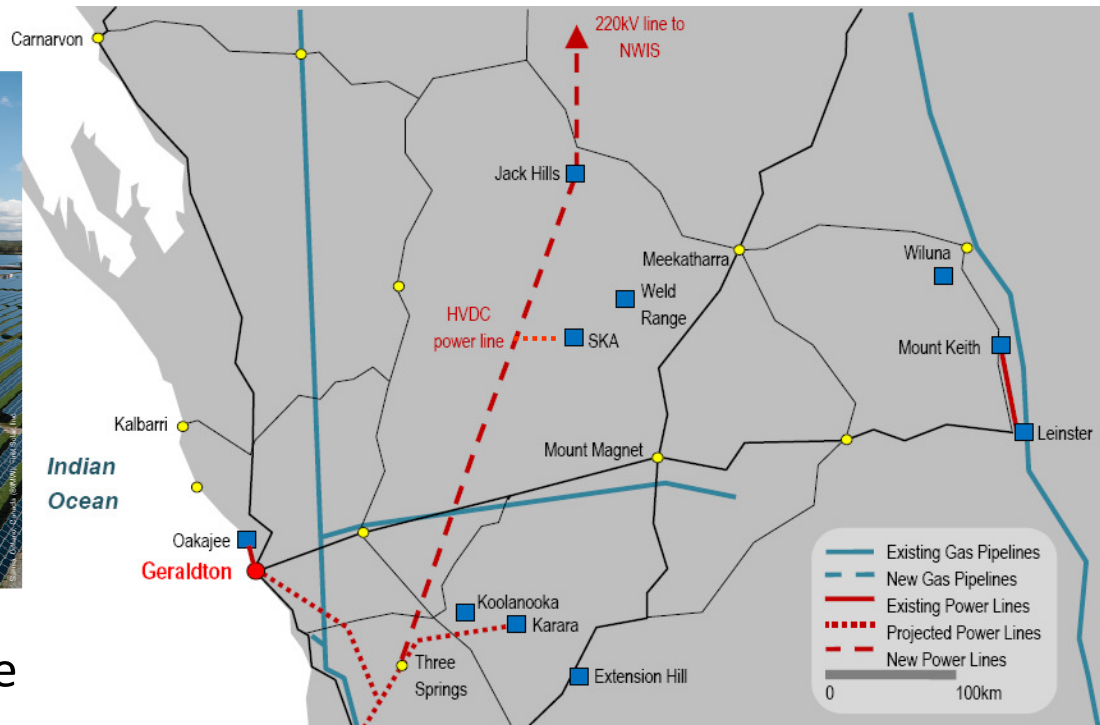 Carnarvon
220kV line to
NWIS
Jack Hills
Meekatharra
Wiluna
Weld
Range
HVDC
power line
SKA
Mount Keith
Kalbarri
Leinster
Mount Magnet
Indian
Ocean
Oakajee
Geraldton
Koolanooka
Karara
Three
Springs
Extension Hill
Existing Gas Pipelines
New Gas Pipelines
Existing Power Lines
Projected Power Lines
New Power Lines
0 100km
e